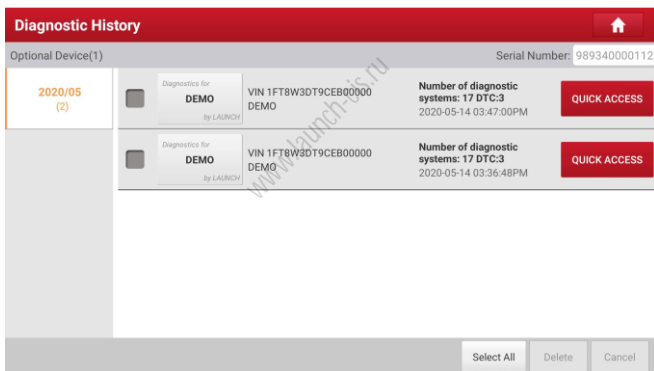 Diagnostic History
Optional Device(1)
Serial Number: 989340000112
2020/05
(2)
Diagnostics for
DEMO
by LAUNCH
VIN 1FT8W3DT9CEB00000
DEMO
Number of diagnostic
systems: 17 DTC:3
2020-05-14 03:47:00PM
QUICK ACCESS
Diagnostics for
DEMO
by LAUNCH
VIN 1FT8W3DT9CEB00000
DEMO
Number of diagnostic
systems: 17 DTC:3
2020-05-14 03:36:48PM
QUICK ACCESS
www.launch-ois.ru
Select All
Delete
Cancel